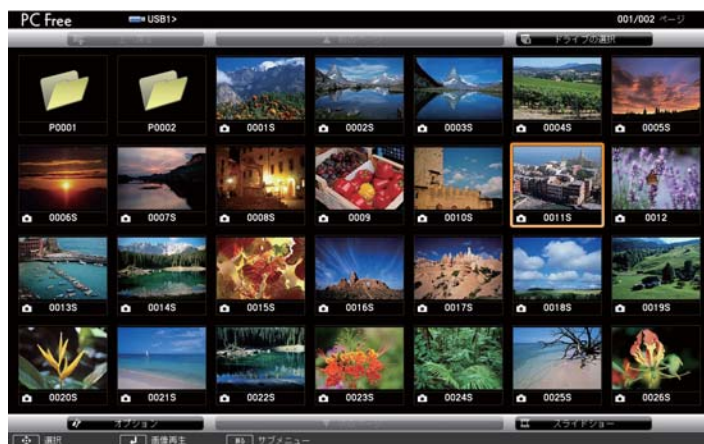 PC Free USB1> 001/002 ページ
ドライブの選択
P0001 P0002 0001S 0002S 0003S 0004S 0005S
0006S 0007S 0008S 0009 0010S 0011S 0012
0013S 0014S 0015S 0016S 0017S 0018S 0019S
0020S 0021S 0022S 0023S 0024S 0025S 0026S
オプション スライドショー
選択 画像再生 サブメニュー